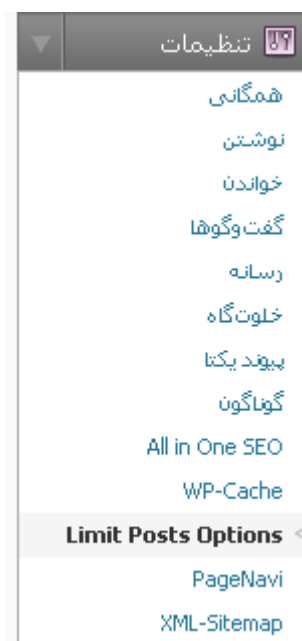 تنظیمات
همگانی
نوشتن
خواندن
گفت‌وگوها
رسانه
خلوت‌گاه
پیوند یکتا
گوناگون
All in One SEO
WP-Cache
Limit Posts Options
PageNavi
XML-Sitemap